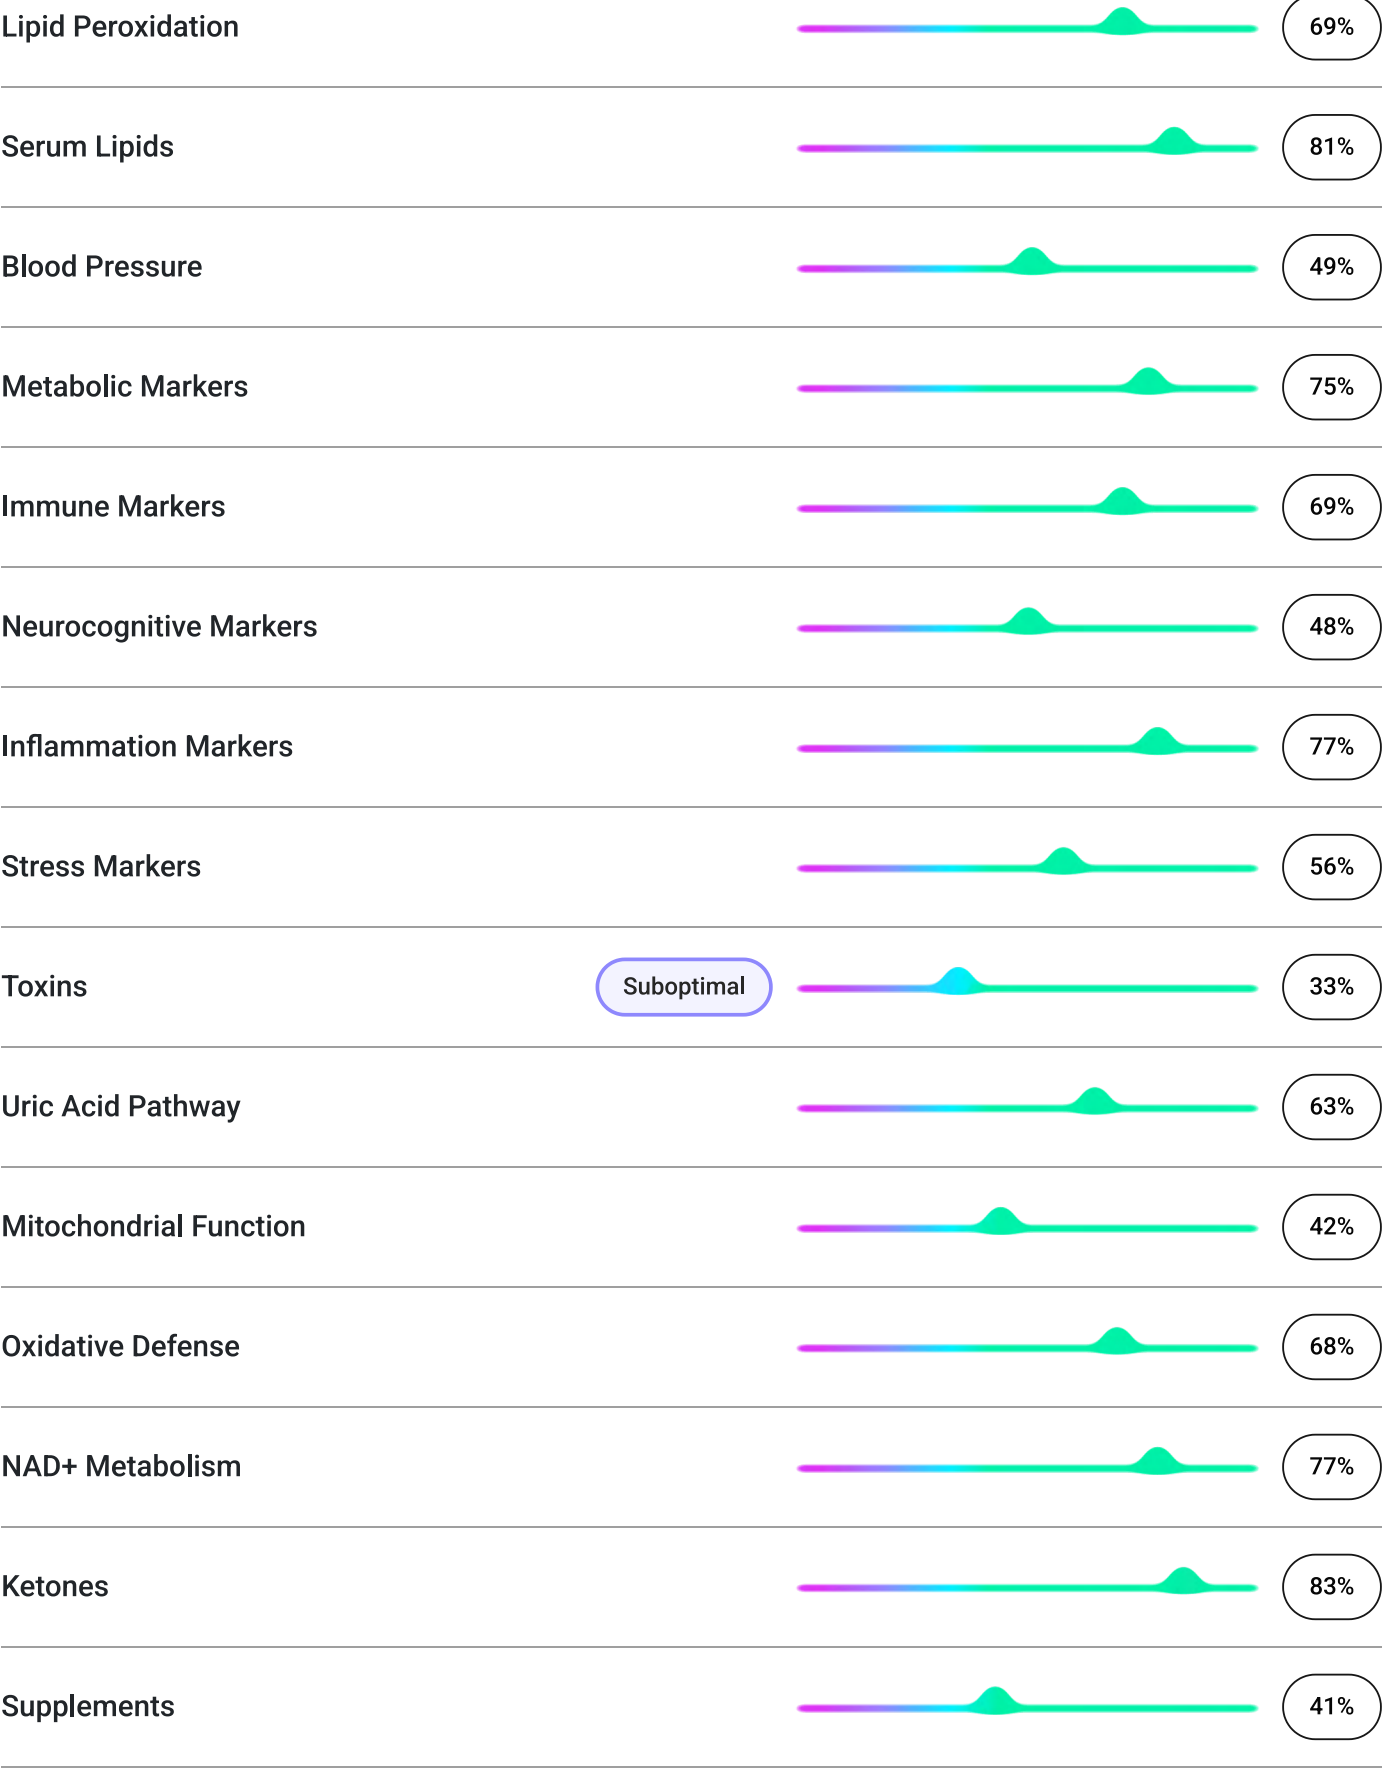 Lipid Peroxidation 69%
Serum Lipids 81%
Blood Pressure 49%
Metabolic Markers 75%
Immune Markers 69%
Neurocognitive Markers 48%
Inflammation Markers 77%
Stress Markers 56%
Toxins Suboptimal 33%
Uric Acid Pathway 63%
Mitochondrial Function 42%
Oxidative Defense 68%
NAD+ Metabolism 77%
Ketones 83%
Supplements 41%